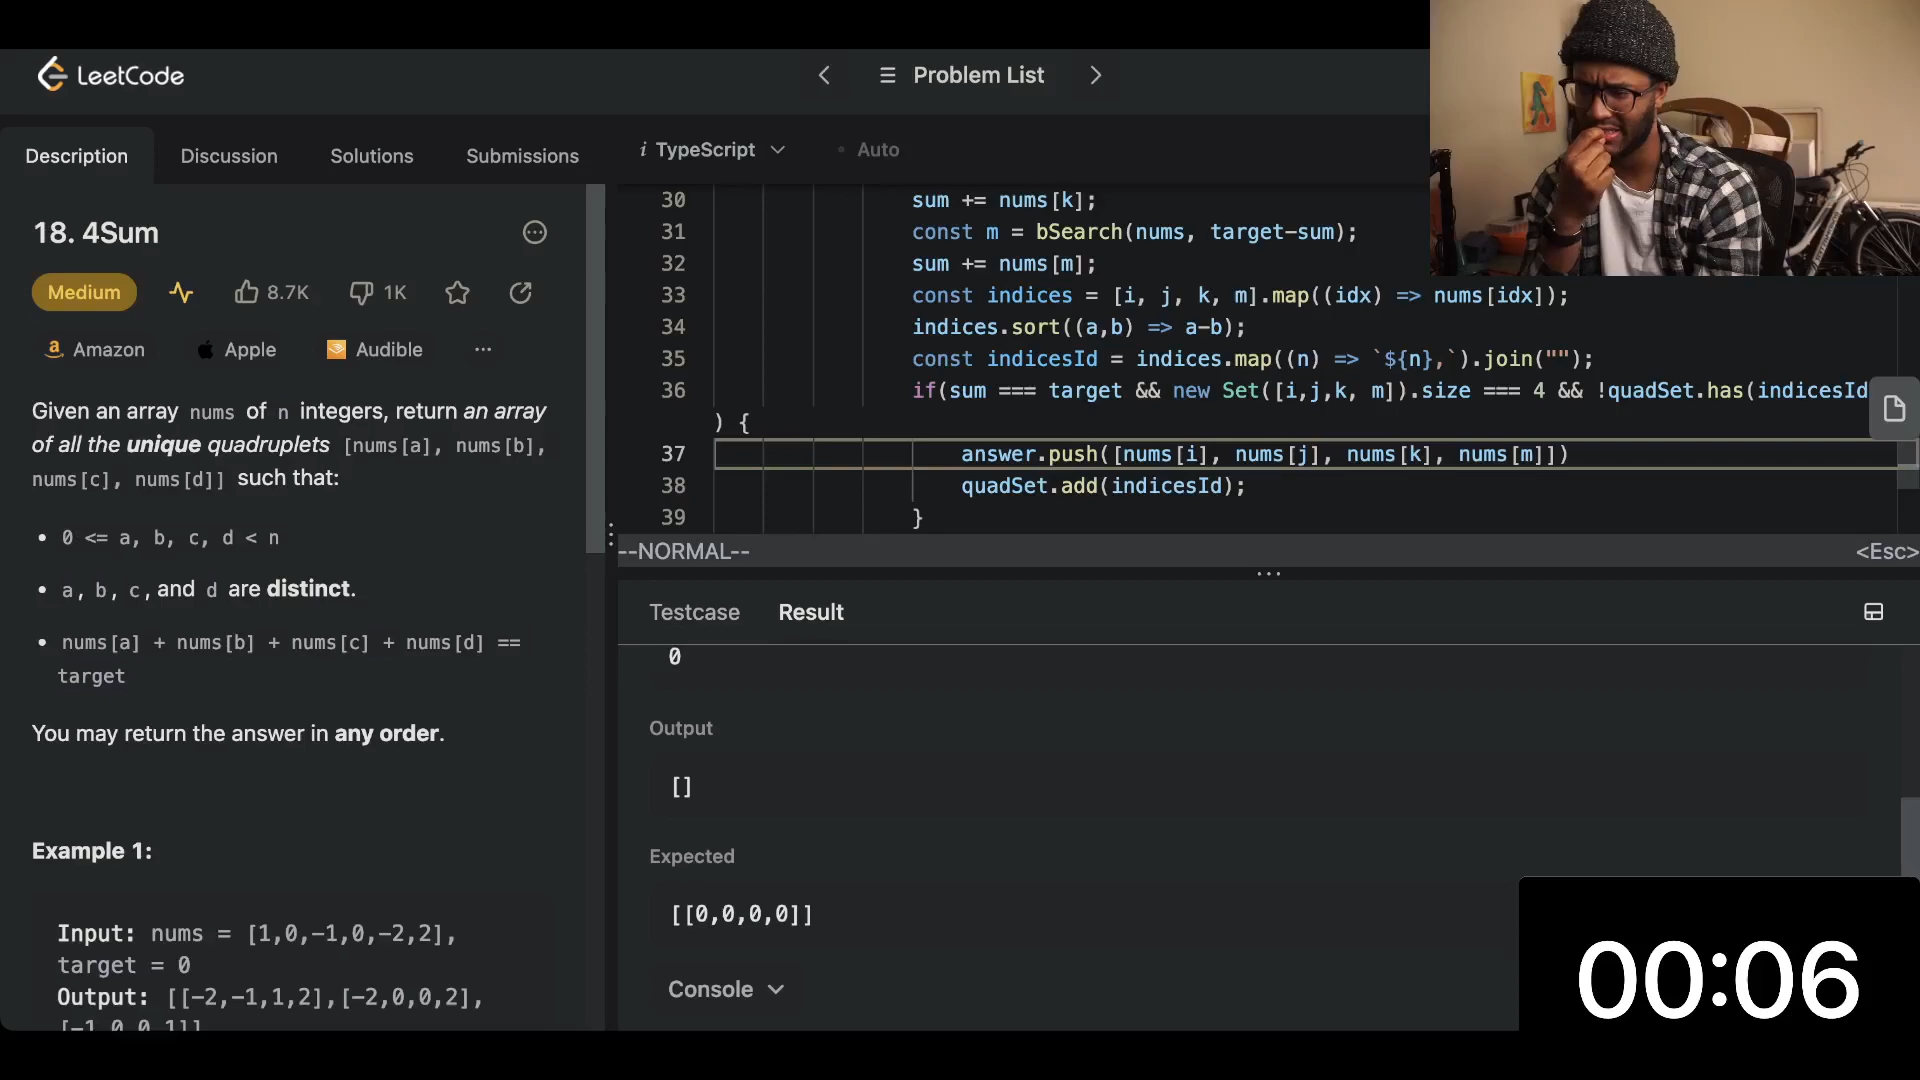 LeetCode
Problem List
Description
Discussion
Solutions
Submissions
i TypeScript
• Auto
18. 4Sum
Medium
8.7K
1K
Amazon
Apple
Audible
Given an array nums of n integers, return an array
of all the unique quadruplets [nums[a], nums[b],
nums[c], nums[d]] such that:
• 0 <= a, b, c, d < n
• a, b, c, and d are distinct.
• nums[a] + nums[b] + nums[c] + nums[d] ==
target
You may return the answer in any order.
Example 1:
Input: nums = [1,0,-1,0,-2,2],
target = 0
Output: [[-2,-1,1,2],[-2,0,0,2],
[-1,0,0,1]]
30 sum += nums[k];
31 const m = bSearch(nums, target-sum);
32 sum += nums[m];
33 const indices = [i, j, k, m].map((idx) => nums[idx]);
34 indices.sort((a,b) => a-b);
35 const indicesId = indices.map((n) => `${n},`).join("");
36 if(sum === target && new Set([i,j,k, m]).size === 4 && !quadSet.has(indicesId
) {
37 answer.push([nums[i], nums[j], nums[k], nums[m]])
38 quadSet.add(indicesId);
39 }
--NORMAL--
<Esc>
Testcase
Result
0
Output
[]
Expected
[[0,0,0,0]]
Console
00:06